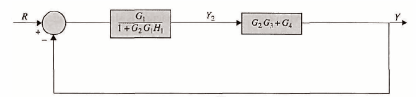 R
+
−
G₁
1 + G₂G₁H₁
Y₂
G₂G₃+G₄
Y